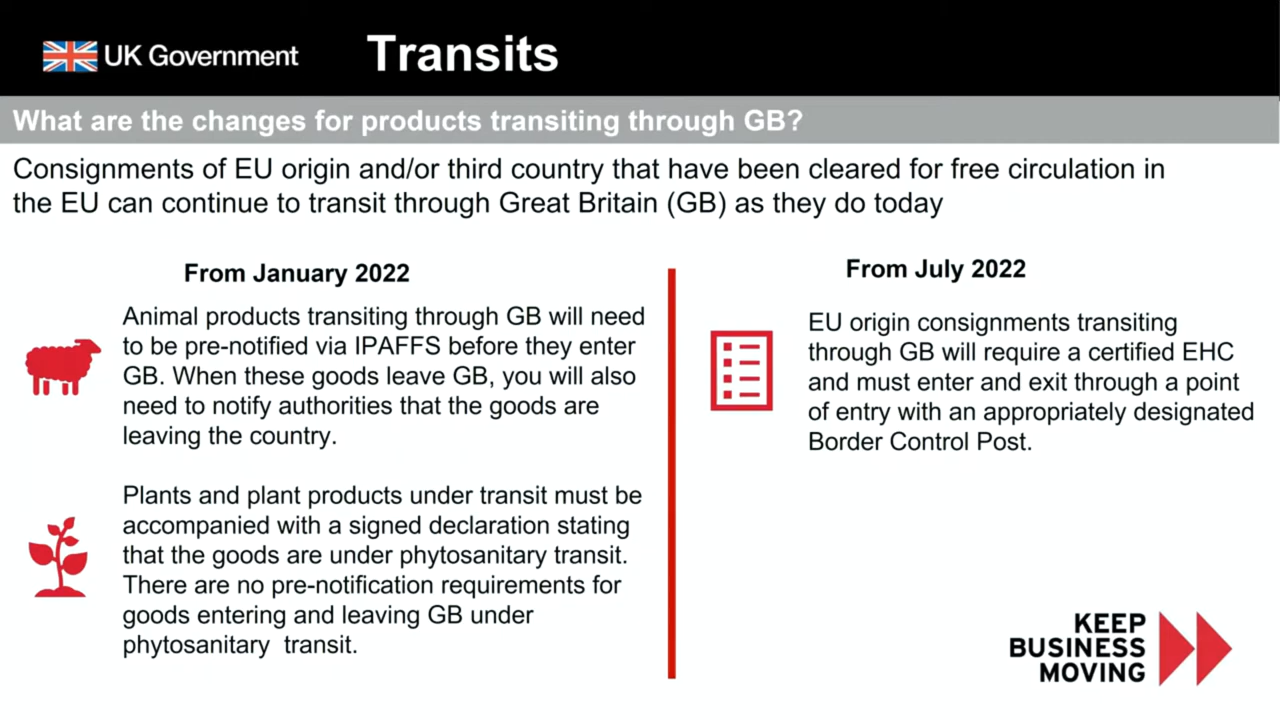 UK Government
Transits
What are the changes for products transiting through GB?
Consignments of EU origin and/or third country that have been cleared for free circulation in
the EU can continue to transit through Great Britain (GB) as they do today
From January 2022
Animal products transiting through GB will need
to be pre-notified via IPAFFS before they enter
GB. When these goods leave GB, you will also
need to notify authorities that the goods are
leaving the country.
Plants and plant products under transit must be
accompanied with a signed declaration stating
that the goods are under phytosanitary transit.
There are no pre-notification requirements for
goods entering and leaving GB under
phytosanitary  transit.
From July 2022
EU origin consignments transiting
through GB will require a certified EHC
and must enter and exit through a point
of entry with an appropriately designated
Border Control Post.
KEEP
BUSINESS
MOVING